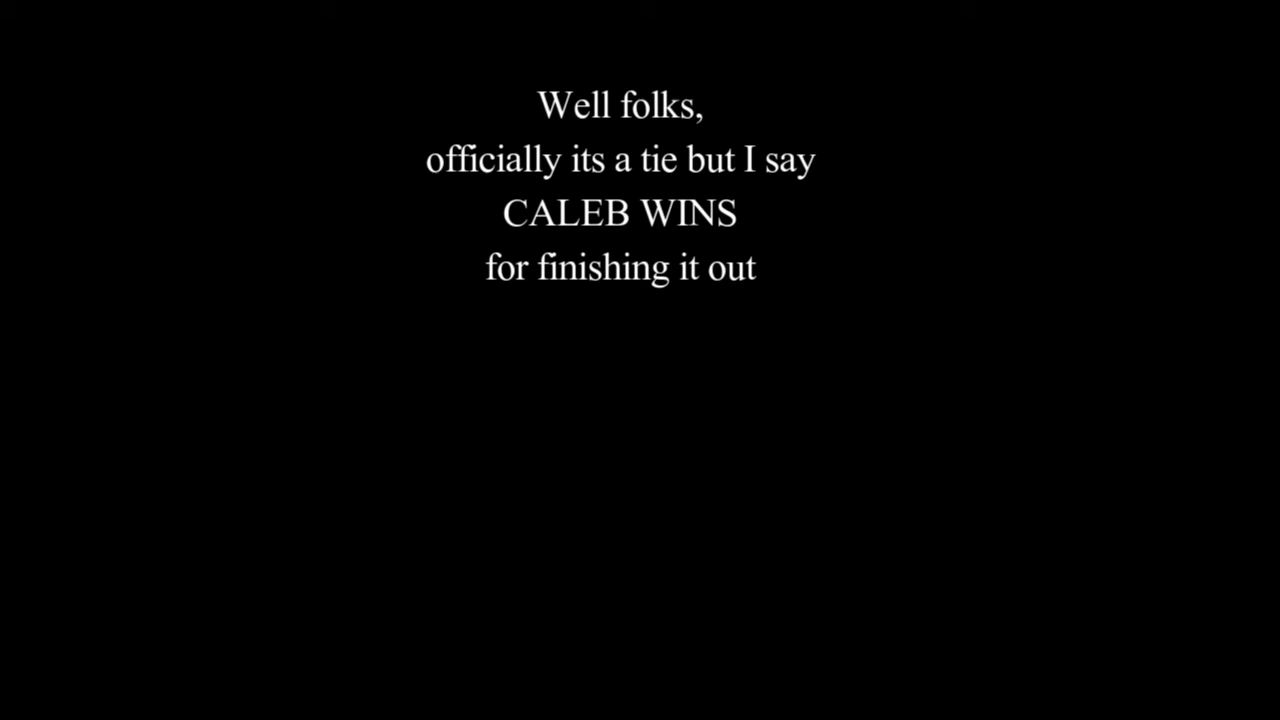 Well folks,
officially its a tie but I say
CALEB WINS
for finishing it out